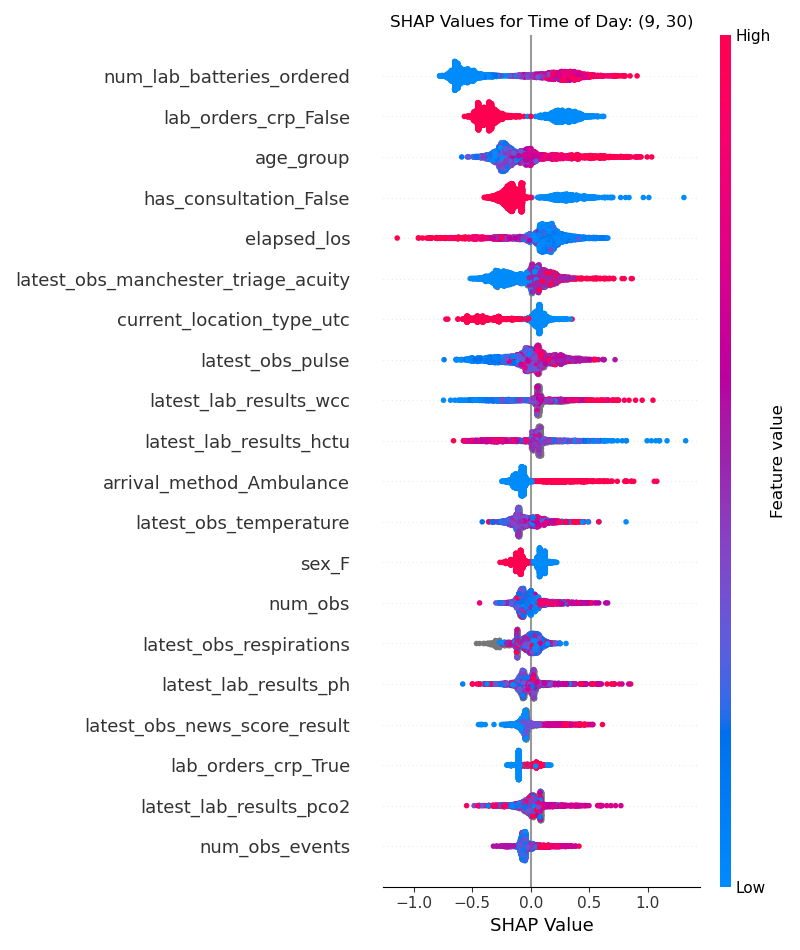 SHAP Values for Time of Day: (9, 30)
High
num_lab_batteries_ordered
lab_orders_crp_False
age_group
has_consultation_False
elapsed_los
latest_obs_manchester_triage_acuity
current_location_type_utc
latest_obs_pulse
latest_lab_results_wcc
latest_lab_results_hctu
arrival_method_Ambulance
latest_obs_temperature
sex_F
num_obs
latest_obs_respirations
latest_lab_results_ph
latest_obs_news_score_result
lab_orders_crp_True
latest_lab_results_pco2
num_obs_events
Feature value
Low
−1.0 −0.5 0.0 0.5 1.0
SHAP Value